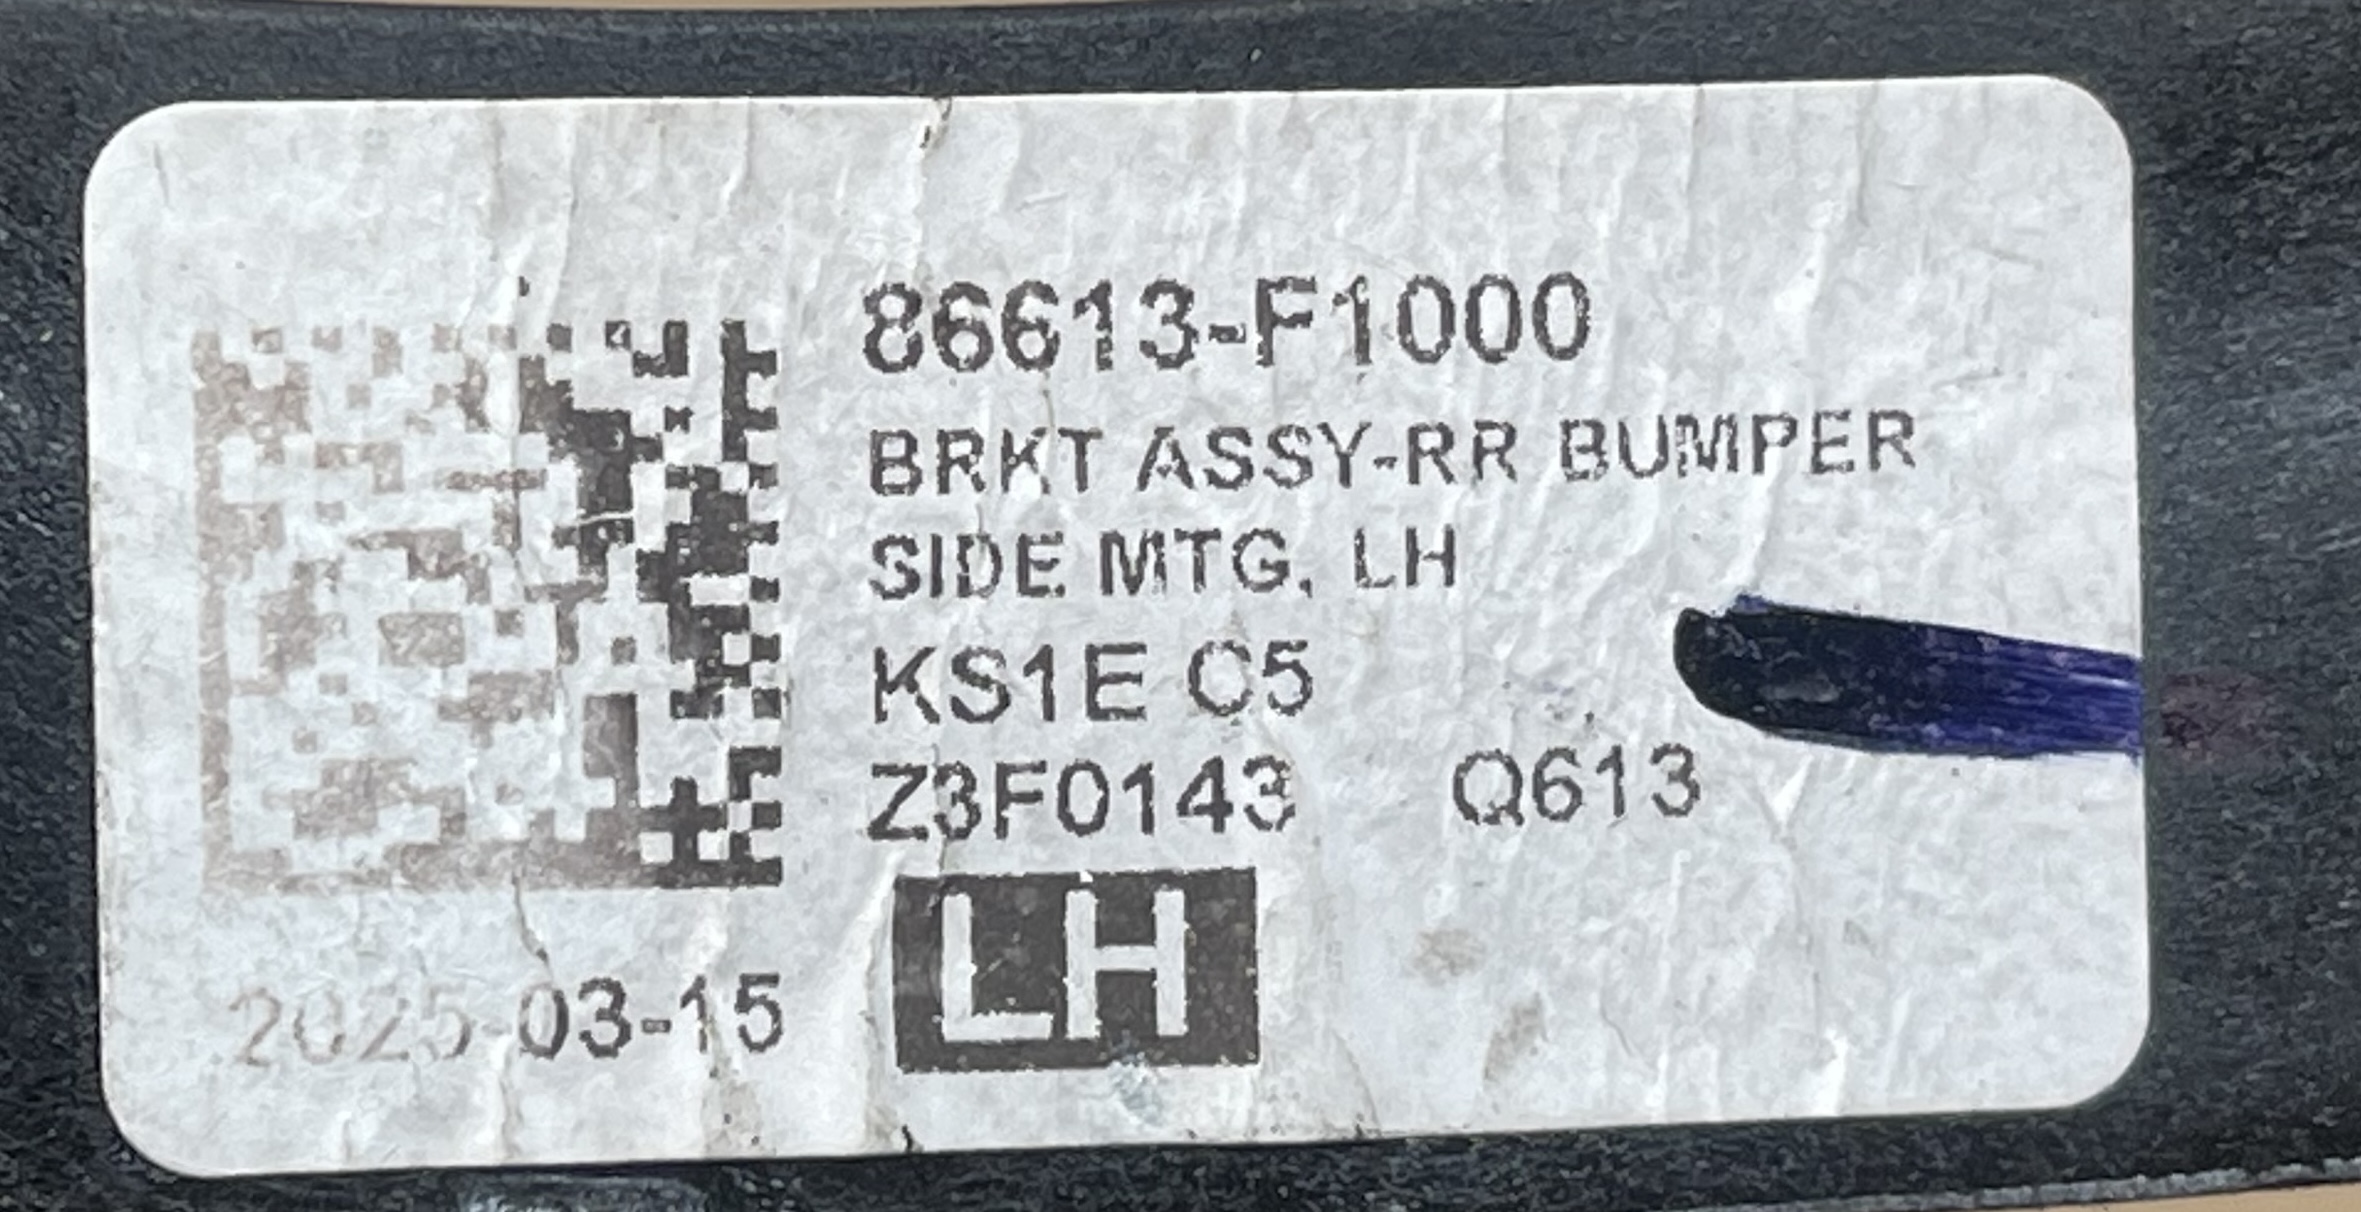 86613-F1000
BRKT ASSY-RR BUMPER
SIDE MTG, LH
KS1E C5
Z3F0143 Q613
LH
2025-03-15